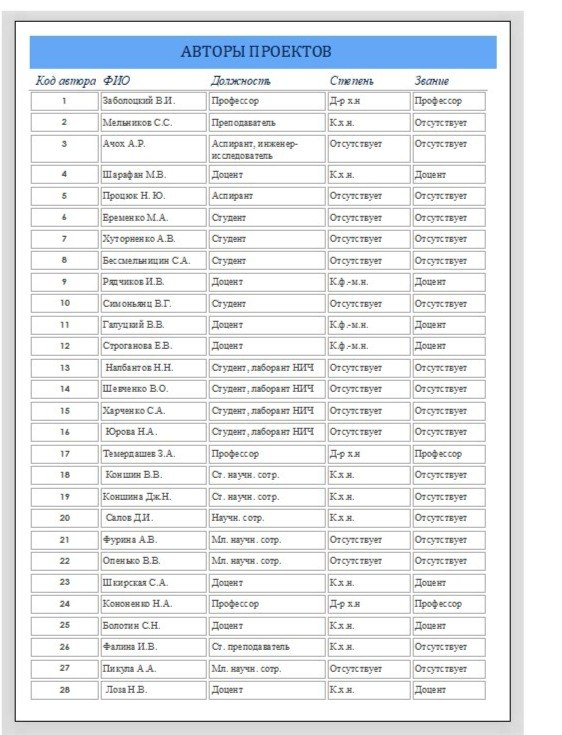 АВТОРЫ ПРОЕКТОВ
Код автора ФИО Должность Степень Звание
1 Заболоцкий В.И. Профессор Д-р х.н Профессор
2 Мельников С.С. Преподаватель К.х.н. Отсутствует
3 Ачох А.Р. Аспирант, инженер- Отсутствует Отсутствует
исследователь
4 Шарафан М.В. Доцент К.х.н. Доцент
5 Процюк Н. Ю. Аспирант Отсутствует Отсутствует
6 Еременко М.А. Студент Отсутствует Отсутствует
7 Хуторненко А.В. Студент Отсутствует Отсутствует
8 Бессмельницин С.А. Студент Отсутствует Отсутствует
9 Рядчиков И.В. Доцент К.ф.-м.н. Доцент
10 Симоньянц В.Г. Студент Отсутствует Отсутствует
11 Галуцкий В.В. Доцент К.ф.-м.н. Доцент
12 Строганова Е.В. Доцент К.ф.-м.н. Доцент
13 Налбантов Н.Н. Студент, лаборант НИЧ Отсутствует Отсутствует
14 Шевченко В.О. Студент, лаборант НИЧ Отсутствует Отсутствует
15 Харченко С.А. Студент, лаборант НИЧ Отсутствует Отсутствует
16 Юрова Н.А. Студент, лаборант НИЧ Отсутствует Отсутствует
17 Темердашев З.А. Профессор Д-р х.н Профессор
18 Коншин В.В. Ст. научн. сотр. К.х.н. Отсутствует
19 Коншина Дж.Н. Ст. научн. сотр. К.х.н. Отсутствует
20 Салов Д.И. Научн. сотр. К.х.н. Отсутствует
21 Фурина А.В. Мл. научн. сотр. Отсутствует Отсутствует
22 Опенько В.В. Мл. научн. сотр. Отсутствует Отсутствует
23 Шкирская С.А. Доцент К.х.н. Доцент
24 Кононенко Н.А. Профессор Д-р х.н Профессор
25 Болотин С.Н. Доцент К.х.н. Доцент
26 Фалина И.В. Ст. преподаватель К.х.н. Отсутствует
27 Пикула А.А. Мл. научн. сотр. Отсутствует Отсутствует
28 Лоза Н.В. Доцент К.х.н. Доцент